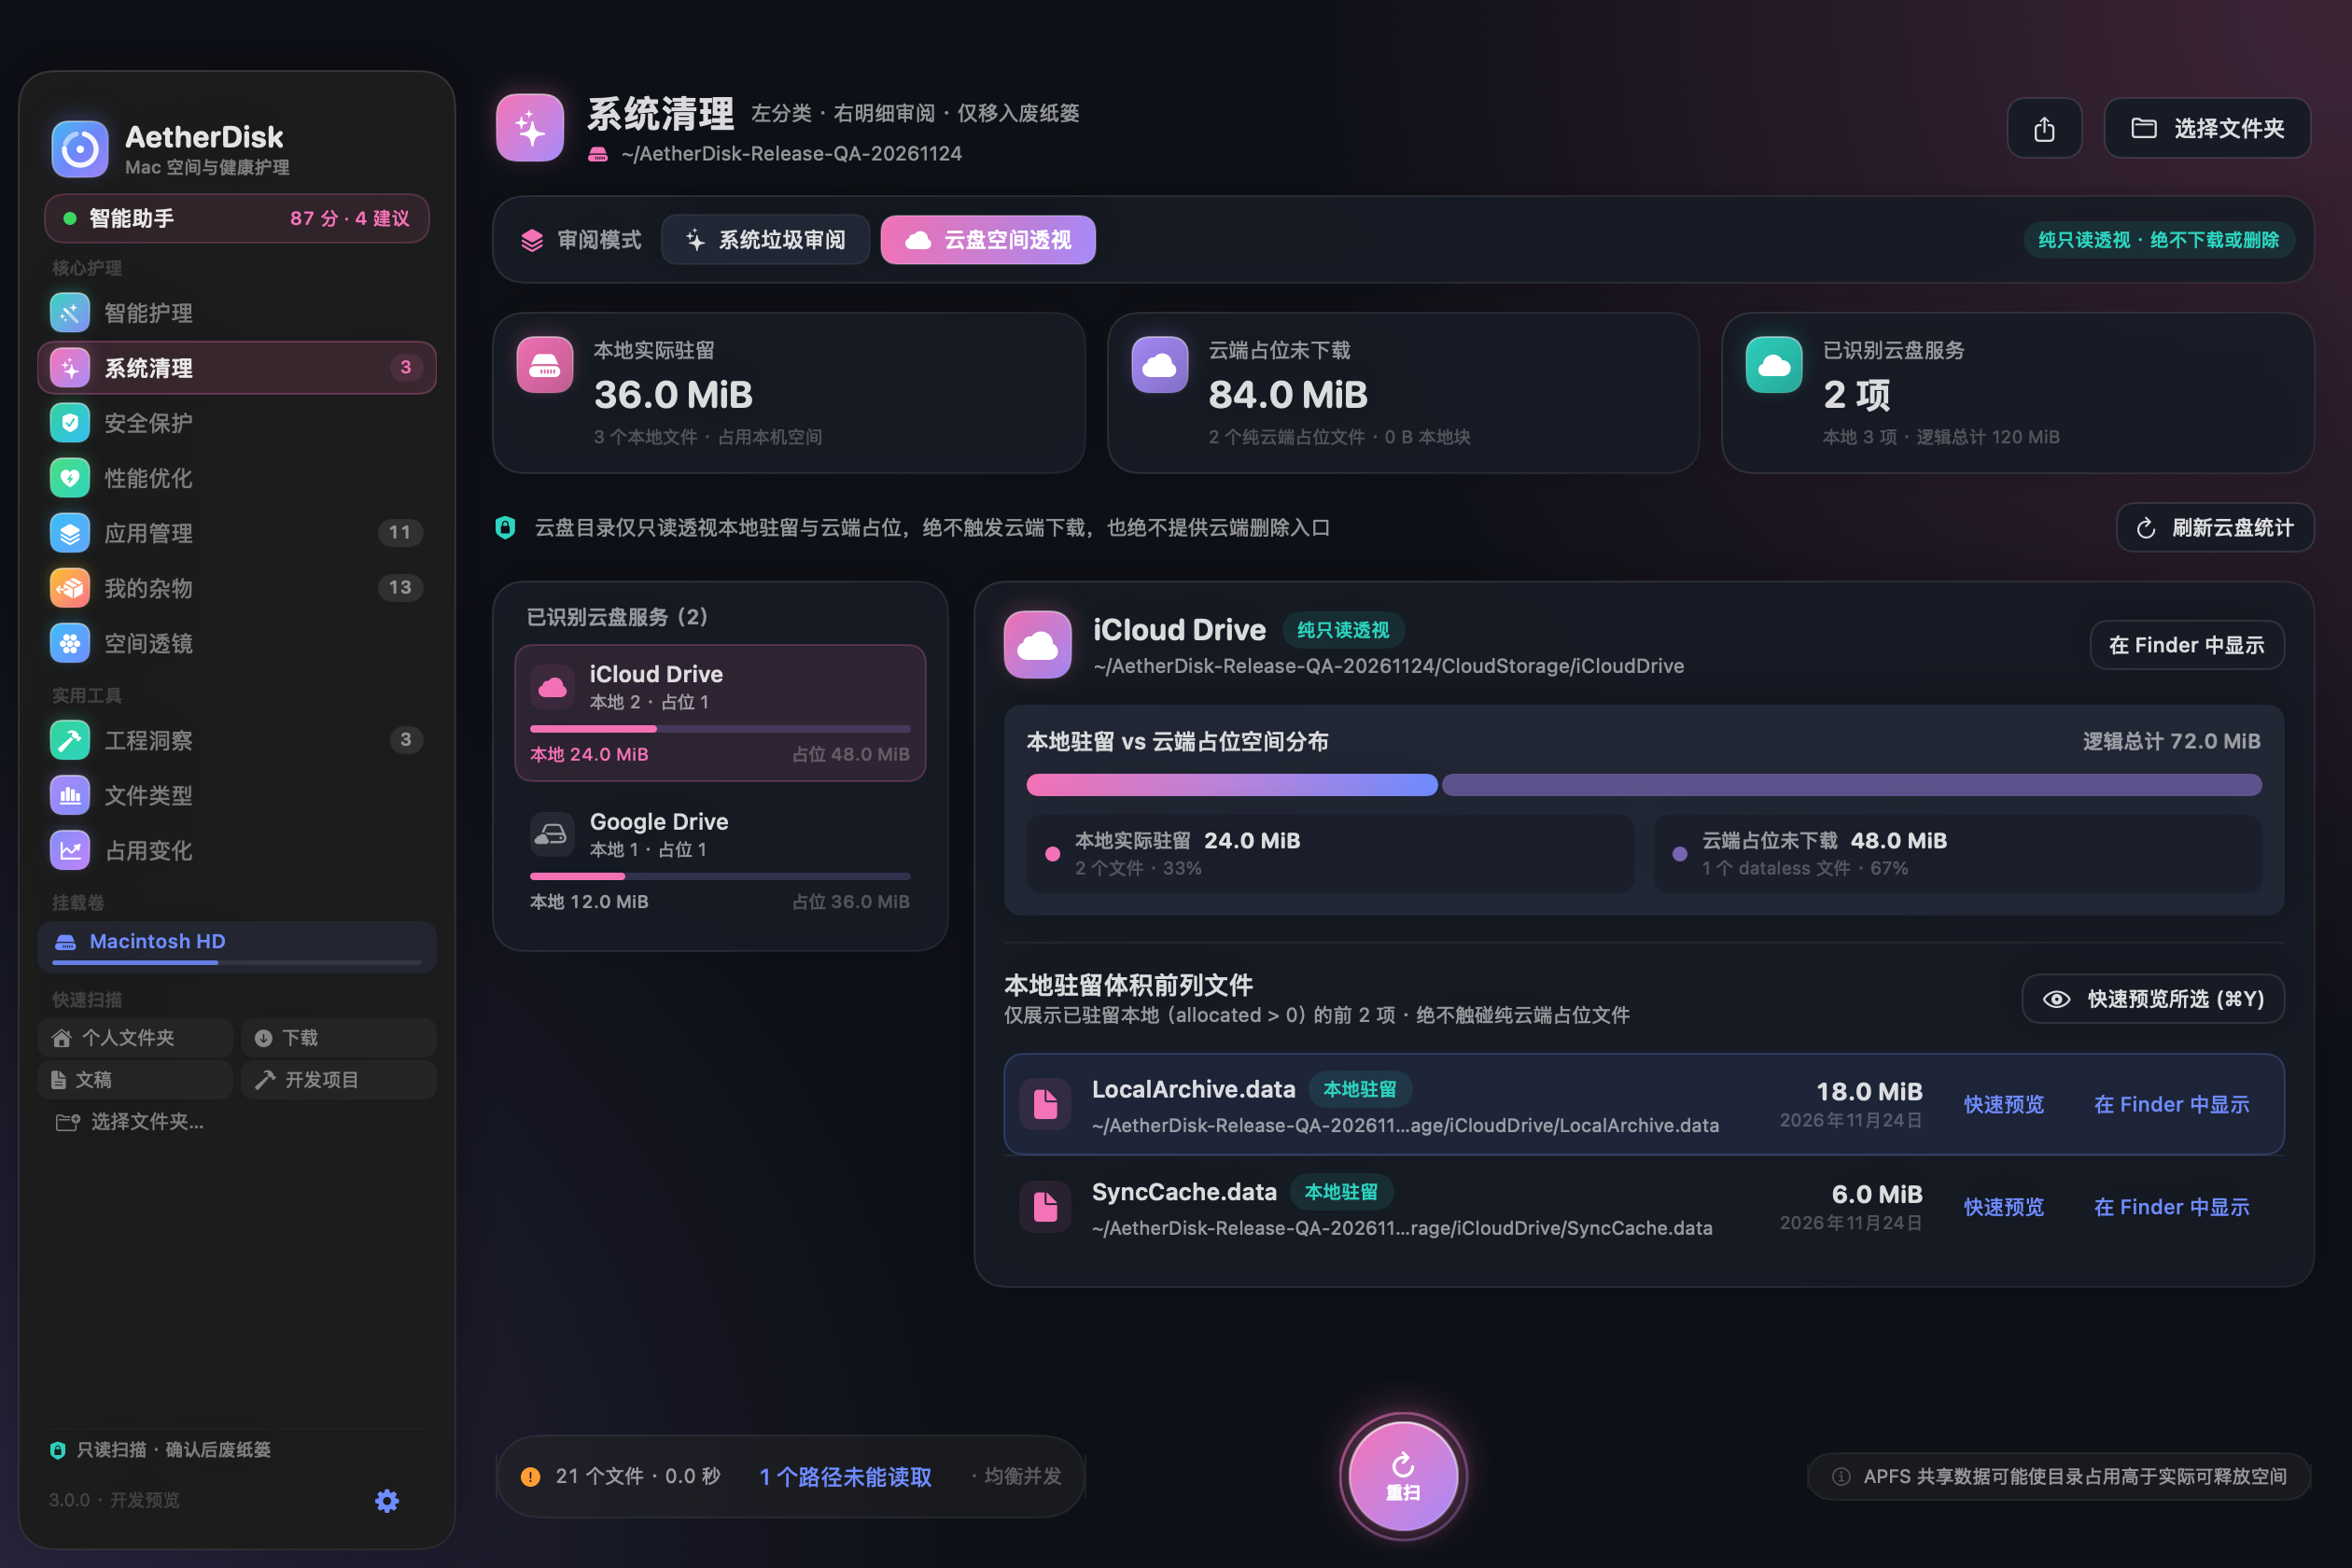 AetherDisk
Mac 空间与健康护理
智能助手 87 分 · 4 建议
核心护理
智能护理
系统清理 3
安全保护
性能优化
应用管理 11
我的杂物 13
空间透镜
实用工具
工程洞察 3
文件类型
占用变化
挂载卷
Macintosh HD
快速扫描
个人文件夹 下载
文稿 开发项目
选择文件夹...
只读扫描 · 确认后废纸篓
3.0.0 · 开发预览
系统清理 左分类 · 右明细审阅 · 仅移入废纸篓
~/AetherDisk-Release-QA-20261124
选择文件夹
审阅模式 系统垃圾审阅 云盘空间透视 纯只读透视 · 绝不下载或删除
本地实际驻留
36.0 MiB
3 个本地文件 · 占用本机空间
云端占位未下载
84.0 MiB
2 个纯云端占位文件 · 0 B 本地块
已识别云盘服务
2 项
本地 3 项 · 逻辑总计 120 MiB
云盘目录仅只读透视本地驻留与云端占位，绝不触发云端下载，也绝不提供云端删除入口
刷新云盘统计
已识别云盘服务（2）
iCloud Drive
本地 2 · 占位 1
本地 24.0 MiB 占位 48.0 MiB
Google Drive
本地 1 · 占位 1
本地 12.0 MiB 占位 36.0 MiB
iCloud Drive 纯只读透视
~/AetherDisk-Release-QA-20261124/CloudStorage/iCloudDrive
在 Finder 中显示
本地驻留 vs 云端占位空间分布 逻辑总计 72.0 MiB
本地实际驻留 24.0 MiB
2 个文件 · 33%
云端占位未下载 48.0 MiB
1 个 dataless 文件 · 67%
本地驻留体积前列文件
仅展示已驻留本地（allocated > 0）的前 2 项 · 绝不触碰纯云端占位文件
快速预览所选 (⌘Y)
LocalArchive.data 本地驻留
~/AetherDisk-Release-QA-202611...age/iCloudDrive/LocalArchive.data
18.0 MiB
2026年11月24日
快速预览 在 Finder 中显示
SyncCache.data 本地驻留
~/AetherDisk-Release-QA-202611...rage/iCloudDrive/SyncCache.data
6.0 MiB
2026年11月24日
快速预览 在 Finder 中显示
21 个文件 · 0.0 秒 1 个路径未能读取 · 均衡并发
重扫
APFS 共享数据可能使目录占用高于实际可释放空间